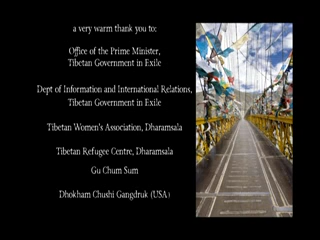 a very warm thank you to:
Office of the Prime Minister,
Tibetan Government in Exile
Dept of Information and International Relations,
Tibetan Government in Exile
Tibetan Women's Association, Dharamsala
Tibetan Refugee Centre, Dharamsala
Gu Chum Sum
Dhokham Chushi Gangdruk (USA)